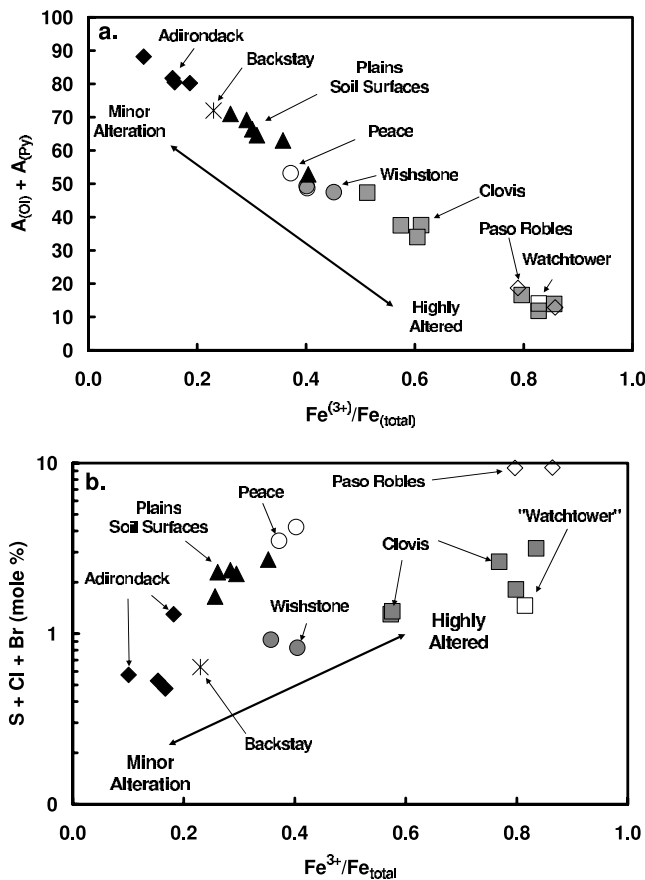 a.
100
90
80
70
60
50
40
30
20
10
0
A(Ol) + A(Py)
Adirondack
Backstay
Plains
Soil Surfaces
Minor
Alteration
Peace
Wishstone
Clovis
Paso Robles
Watchtower
Highly
Altered
0.0 0.2 0.4 0.6 0.8 1.0
Fe(3+)/Fe(total)
b.
10
1
0
S + Cl + Br (mole %)
Paso Robles
Peace
Plains
Soil Surfaces
"Watchtower"
Clovis
Adirondack
Wishstone
Highly
Altered
Backstay
Minor
Alteration
0.0 0.2 0.4 0.6 0.8 1.0
Fe3+/Fetotal